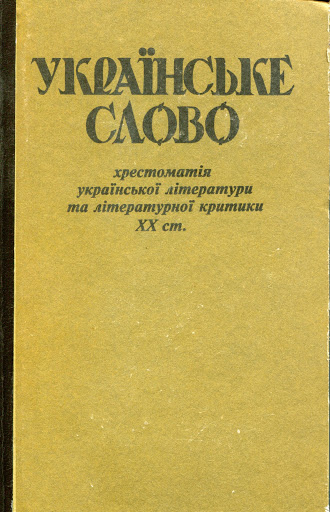 УКРАЇНСЬКЕ
СЛОВО
хрестоматія
української літератури
та літературної критики
XX ст.